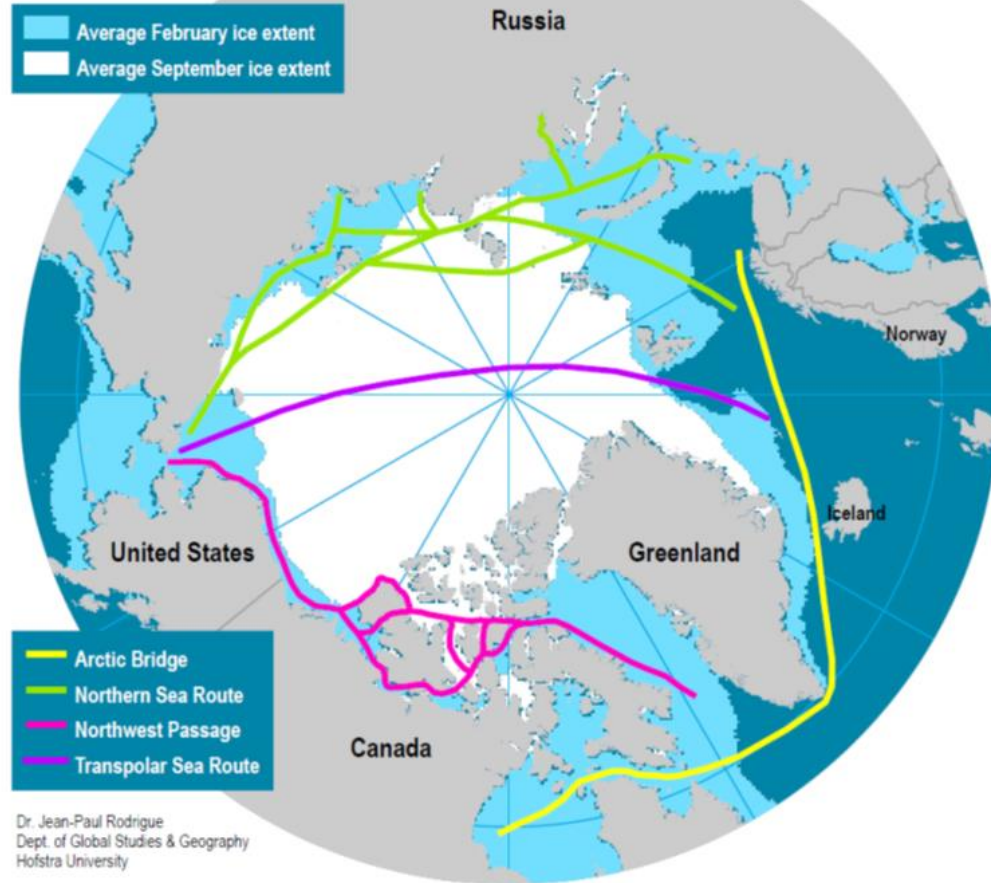 Average February ice extent
Average September ice extent
Russia
Norway
Iceland
United States
Greenland
Arctic Bridge
Northern Sea Route
Northwest Passage
Transpolar Sea Route
Canada
Dr. Jean-Paul Rodrigue
Dept. of Global Studies & Geography
Hofstra University